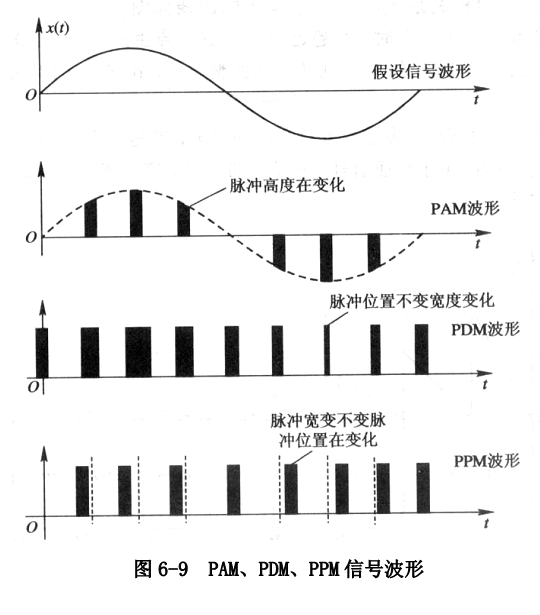 x(t)
假设信号波形
O
t
脉冲高度在变化
PAM波形
O
t
脉冲位置不变宽度变化
PDM波形
O
t
脉冲宽变不变脉
冲位置在变化
PPM波形
O
t
图 6-9 PAM、PDM、PPM 信号波形